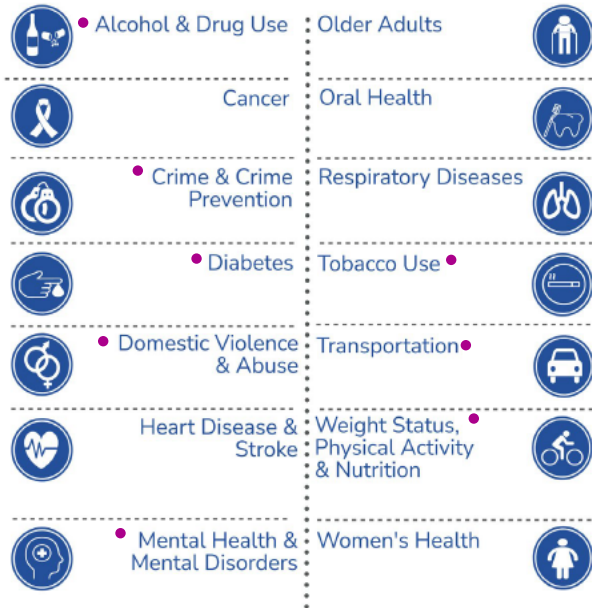 Alcohol & Drug Use
Cancer
Crime & Crime
Prevention
Diabetes
Domestic Violence
& Abuse
Heart Disease &
Stroke
Mental Health &
Mental Disorders
Older Adults
Oral Health
Respiratory Diseases
Tobacco Use
Transportation
Weight Status,
Physical Activity
& Nutrition
Women's Health